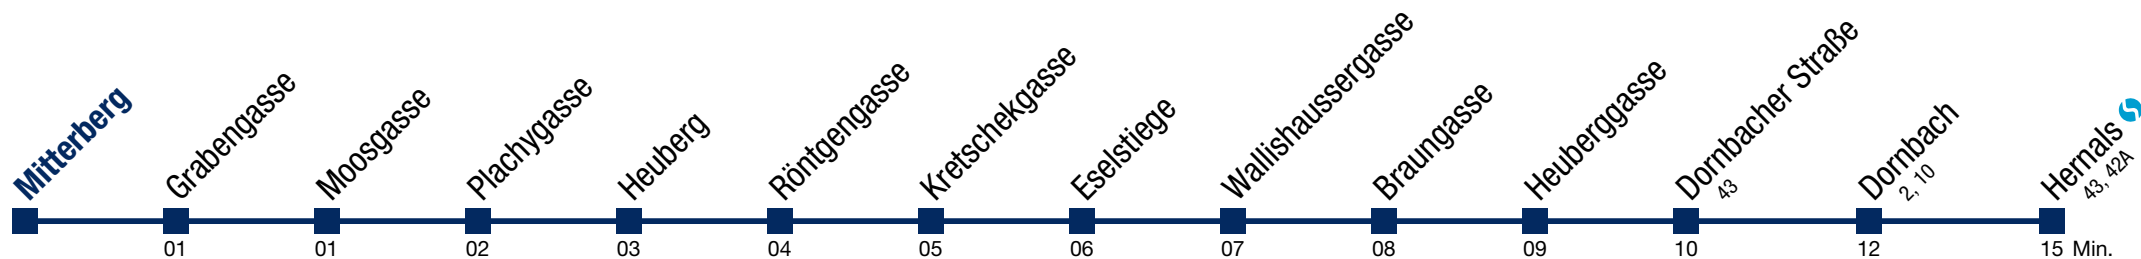 Mitterberg
Grabengasse
Moosgasse
Plachygasse
Heuberg
Röntgengasse
Kretschekgasse
Eselstiege
Wallishaussergasse
Braungasse
Heuberggasse
Dornbacher Straße
43
Dornbach
2, 10
Hernals
43, 42A
01 01 02 03 04 05 06 07 08 09 10 12 15 Min.